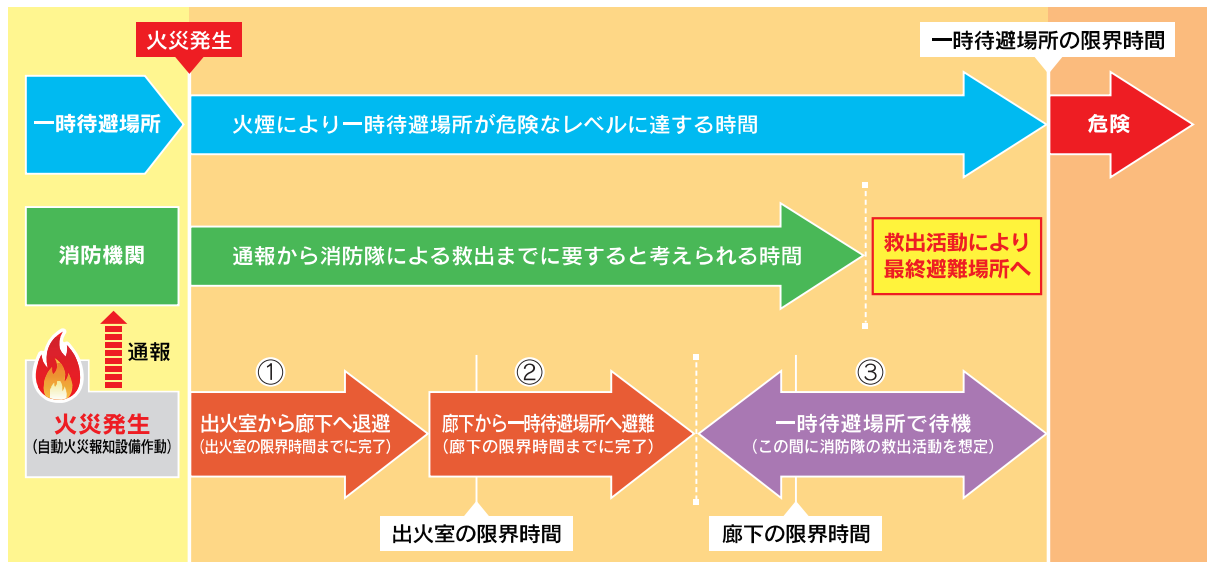 火災発生
一時待避場所の限界時間
一時待避場所
火煙により一時待避場所が危険なレベルに達する時間
危険
消防機関
通報から消防隊による救出までに要すると考えられる時間
救出活動により
最終避難場所へ
通報
火災発生
(自動火災報知設備作動)
①
出火室から廊下へ退避
(出火室の限界時間までに完了)
②
廊下から一時待避場所へ避難
(廊下の限界時間までに完了)
③
一時待避場所で待機
(この間に消防隊の救出活動を想定)
出火室の限界時間
廊下の限界時間